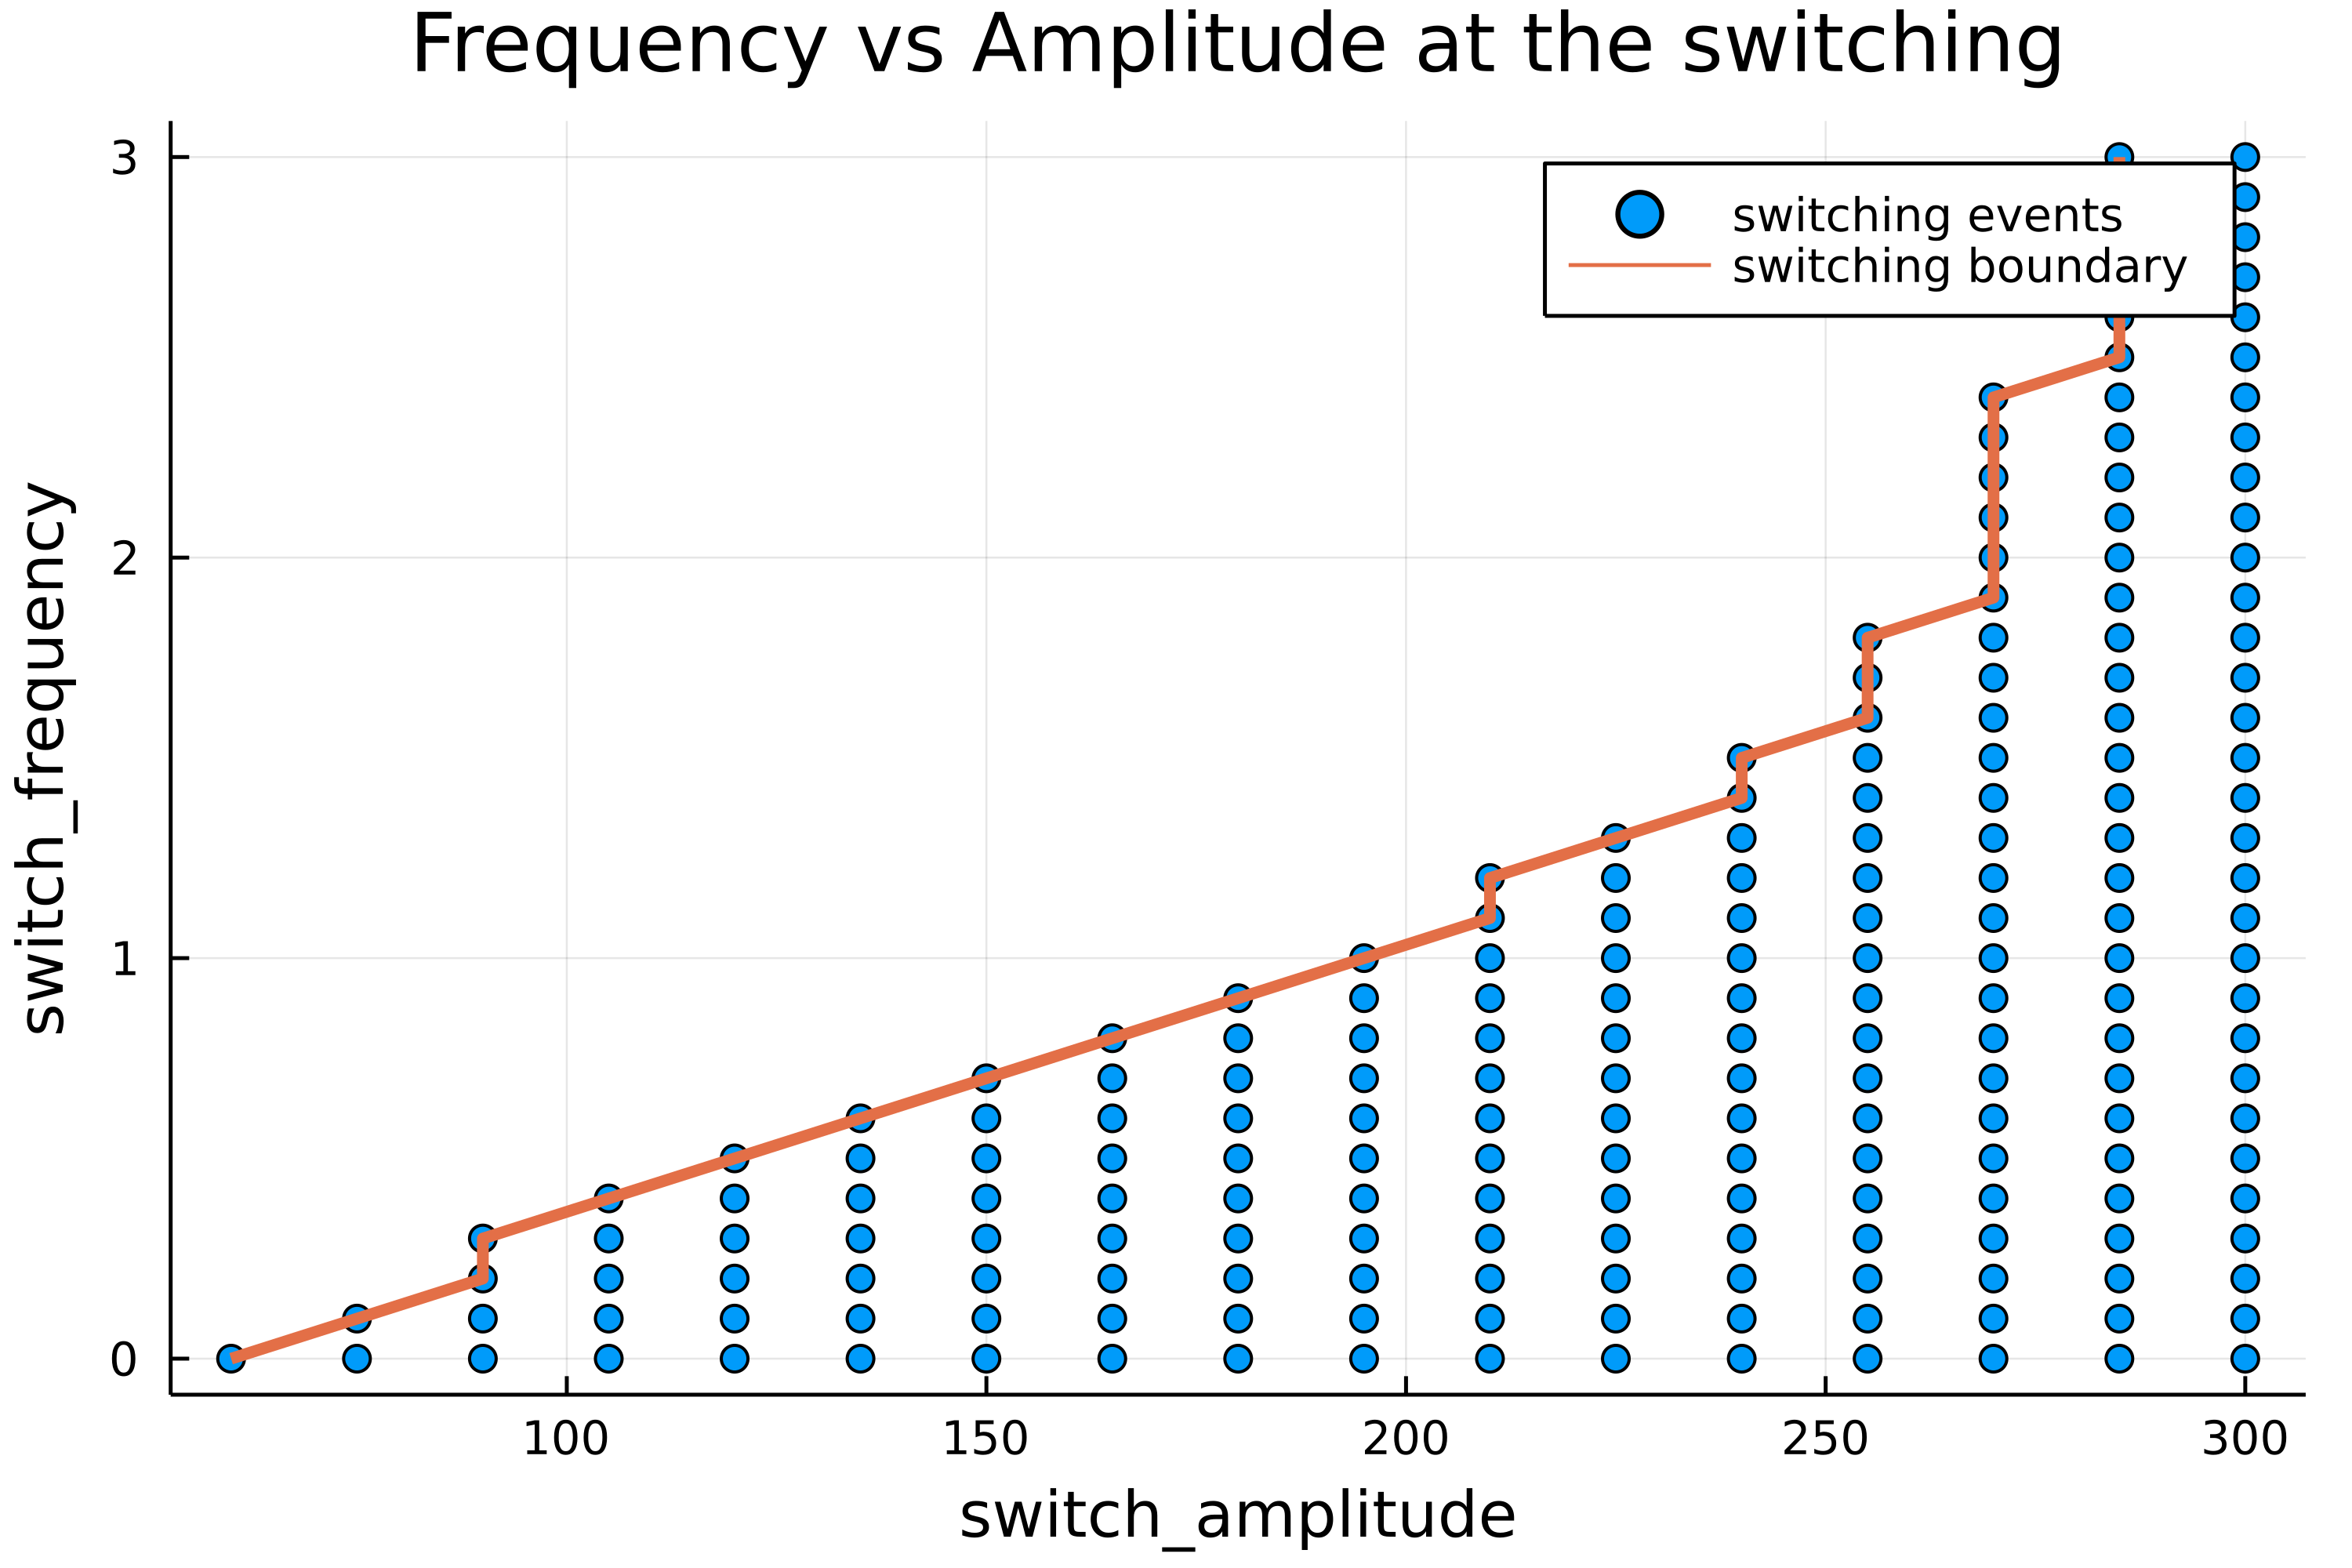 Frequency vs Amplitude at the switching
switching events
switching boundary
switch_frequency
3
2
1
0
100 150 200 250 300
switch_amplitude